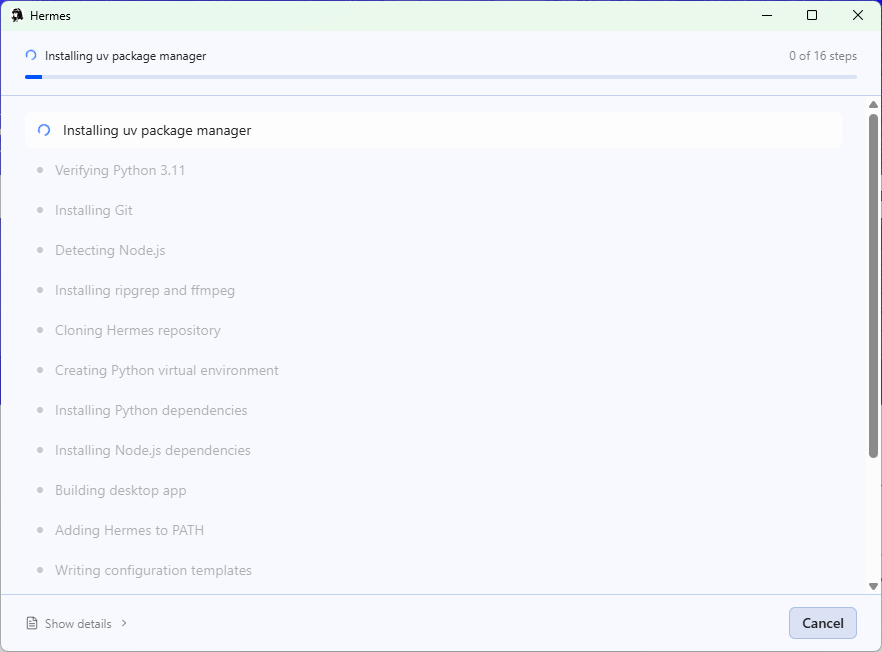 Hermes
Installing uv package manager
0 of 16 steps
Installing uv package manager
Verifying Python 3.11
Installing Git
Detecting Node.js
Installing ripgrep and ffmpeg
Cloning Hermes repository
Creating Python virtual environment
Installing Python dependencies
Installing Node.js dependencies
Building desktop app
Adding Hermes to PATH
Writing configuration templates
Show details
Cancel